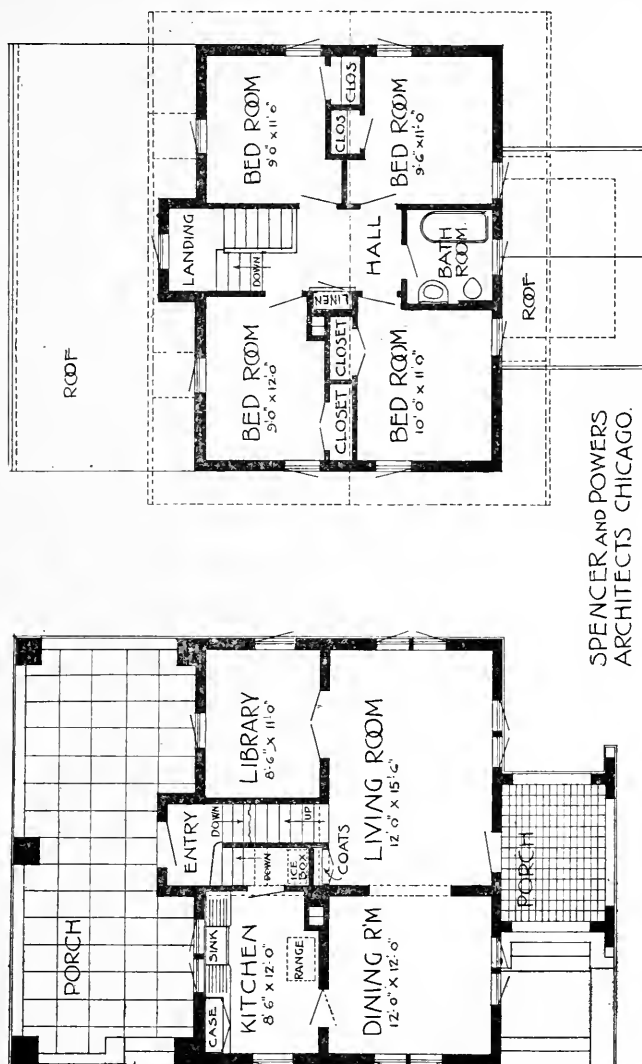 ROOF
LANDING
DOWN
BED ROOM
9'0" x 12'0"
BED ROOM
9'0" x 11'0"
LINEN
CLOSET
CLOSET
HALL
CLOS
CLOS
BED ROOM
10'0" x 11'0"
BATH
ROOM.
BED ROOM
9'6" x 11'0"
ROOF
PORCH
ENTRY
DOWN
UP
DOWN
ICE
BOX
COATS
CASE
SINK
KITCHEN
8'6" x 12'0"
RANGE
LIBRARY
8'6" x 11'0"
DINING R'M
12'0" x 12'0"
LIVING ROOM
12'0" x 15'6"
PORCH
SPENCER AND POWERS
ARCHITECTS CHICAGO.